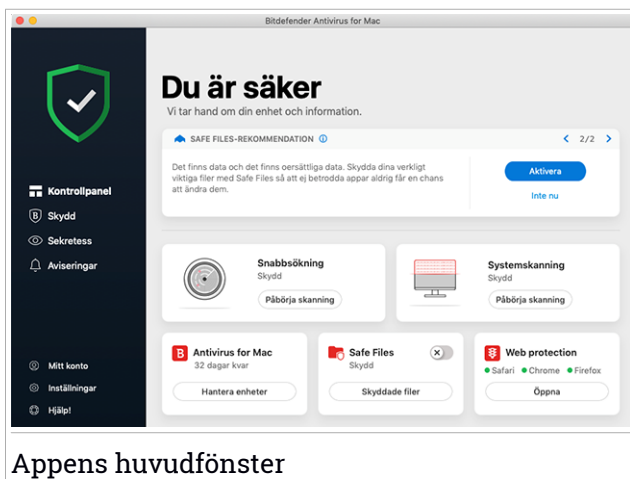 Bitdefender Antivirus for Mac
Du är säker
Vi tar hand om din enhet och information.
SAFE FILES-REKOMMENDATION
2/2
Det finns data och det finns oersättliga data. Skydda dina verkligt
viktiga filer med Safe Files så att ej betrodda appar aldrig får en chans
att ändra dem.
Aktivera
Inte nu
Kontrollpanel
B Skydd
Sekretess
Aviseringar
Snabbsökning
Skydd
Påbörja skanning
Systemskanning
Skydd
Påbörja skanning
B Antivirus for Mac
32 dagar kvar
Hantera enheter
Safe Files
Skydd
Skyddade filer
Web protection
Safari Chrome Firefox
Öppna
Mitt konto
Inställningar
Hjälp!
Appens huvudfönster